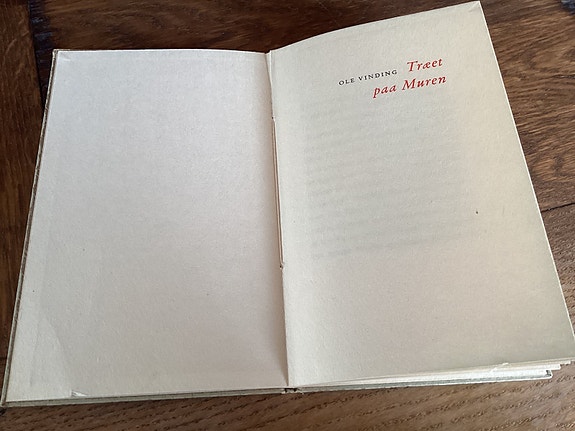 OLE VINDING Træet
paa Muren